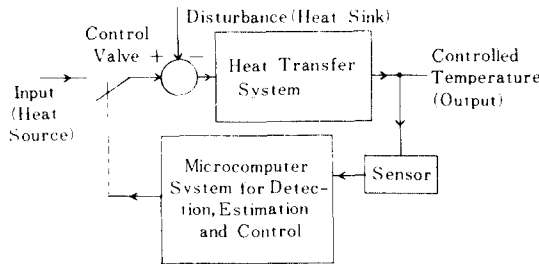 Disturbance(Heat Sink)
Control
Valve
+
−
Input
(Heat
Source)
Heat Transfer
System
Controlled
Temperature
(Output)
Sensor
Microcomputer
System for Detec-
tion, Estimation
and Control